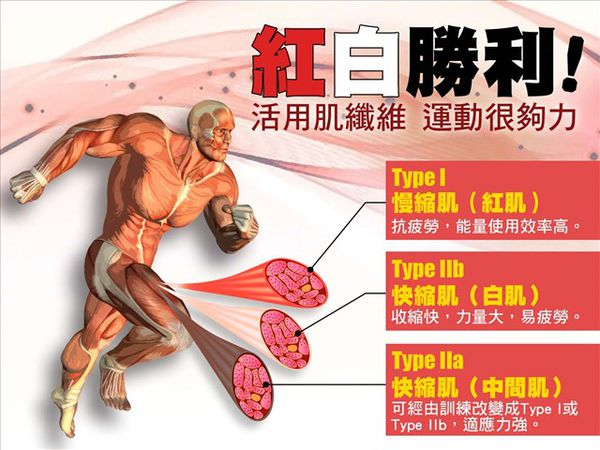 紅白勝利!
活用肌纖維 運動很夠力
Type I
慢縮肌（紅肌）
抗疲勞，能量使用效率高。
Type IIb
快縮肌（白肌）
收縮快，力量大，易疲勞。
Type IIa
快縮肌（中間肌）
可經由訓練改變成Type I或
Type IIb，適應力強。